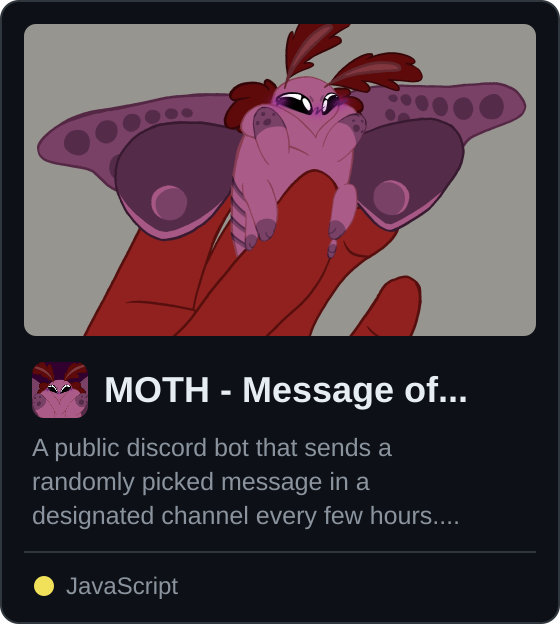 MOTH - Message of...
A public discord bot that sends a
randomly picked message in a
designated channel every few hours....
JavaScript